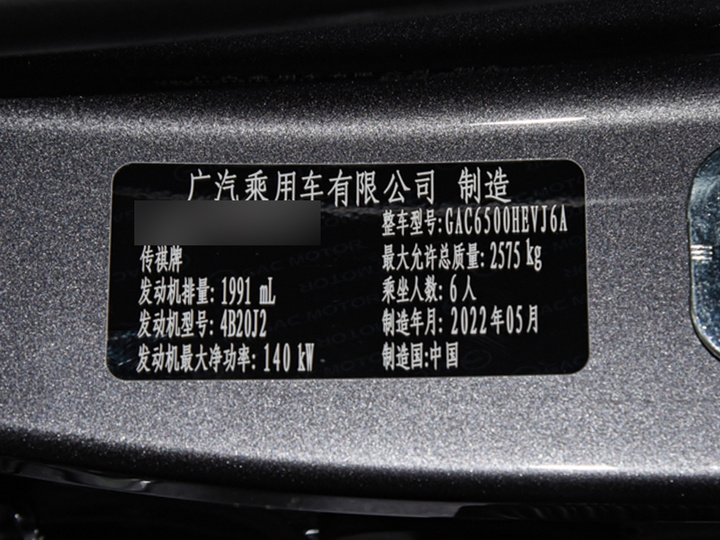 广汽乘用车有限公司 制造
整车型号:GAC6500HEVJ6A
传祺牌
最大允许总质量: 2575 kg
发动机排量: 1991 mL
乘坐人数: 6 人
发动机型号: 4B20J2
制造年月: 2022年05月
发动机最大净功率: 140 kW
制造国:中国